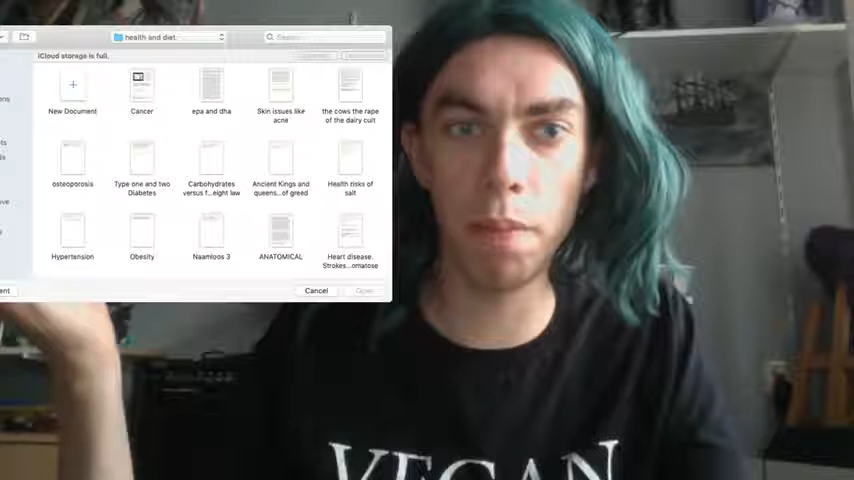 health and diet
Search
iCloud storage is full.
New Document
Cancer
epa and dha
Skin issues like
acne
the cows the rape
of the dairy cult
osteoporosis
Type one and two
Diabetes
Carbohydrates
versus f...eight law
Ancient Kings and
queens...of greed
Health risks of
salt
Hypertension
Obesity
Naamloos 3
ANATOMICAL
Heart disease.
Strokes...omatose
Cancel
Open
VEGAN